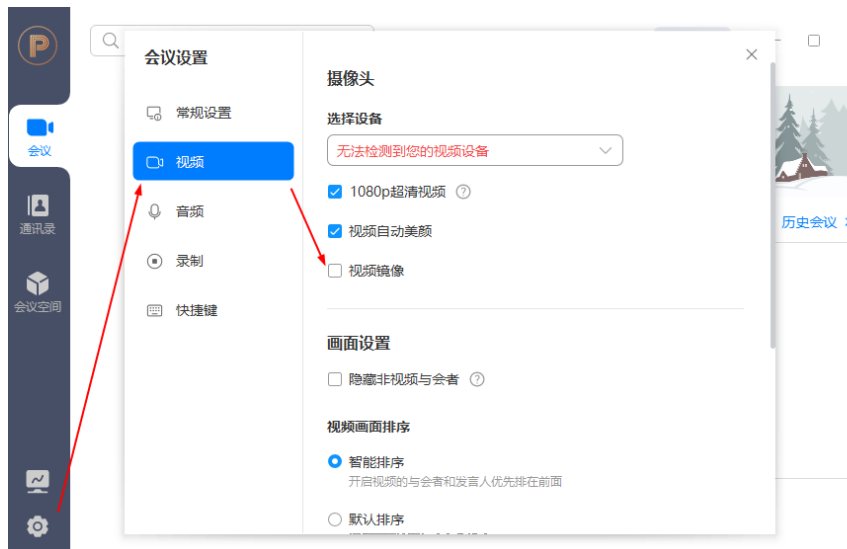 P
会议
通讯录
会议空间
会议设置
常规设置
视频
音频
录制
快捷键
摄像头
选择设备
无法检测到您的视频设备
1080p超清视频 ?
视频自动美颜
视频镜像
画面设置
隐藏非视频与会者 ?
视频画面排序
智能排序
开启视频的与会者和发言人优先排在前面
默认排序
历史会议